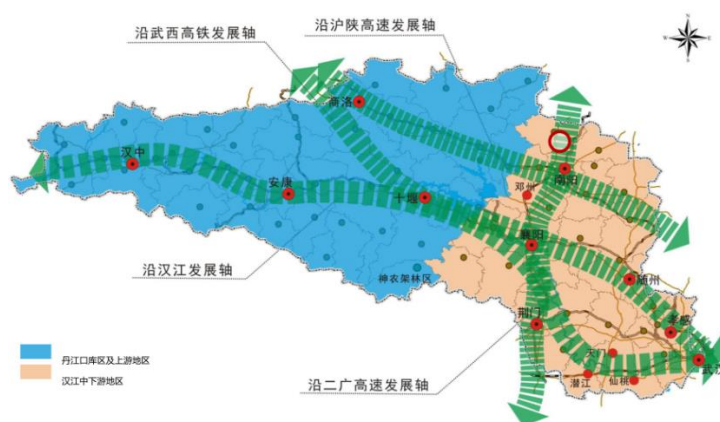 沿武西高铁发展轴
沿沪陕高速发展轴
N
W
E
S
商洛
汉中
安康
十堰
邓州
南阳
襄阳
神农架林区
随州
荆门
孝感
天门
武汉
潜江
仙桃
沿汉江发展轴
沿二广高速发展轴
丹江口库区及上游地区
汉江中下游地区